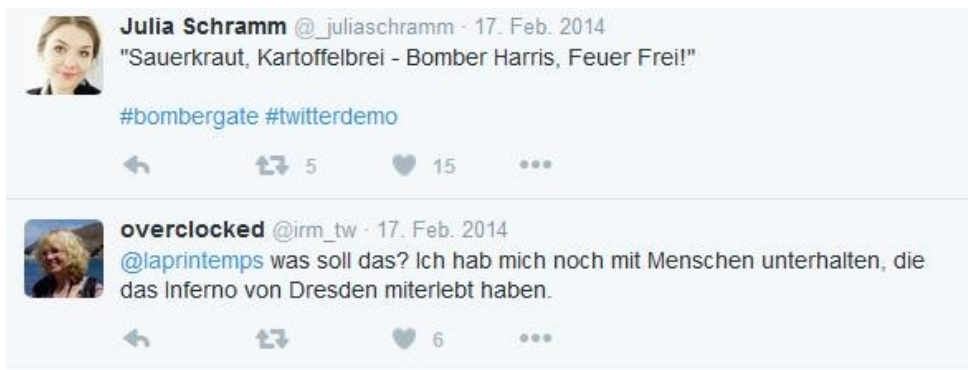 Julia Schramm @_juliaschramm · 17. Feb. 2014
"Sauerkraut, Kartoffelbrei - Bomber Harris, Feuer Frei!"
#bombergate #twitterdemo
5 15
overclocked @irm_tw · 17. Feb. 2014
@laprintemps was soll das? Ich hab mich noch mit Menschen unterhalten, die
das Inferno von Dresden miterlebt haben.
6